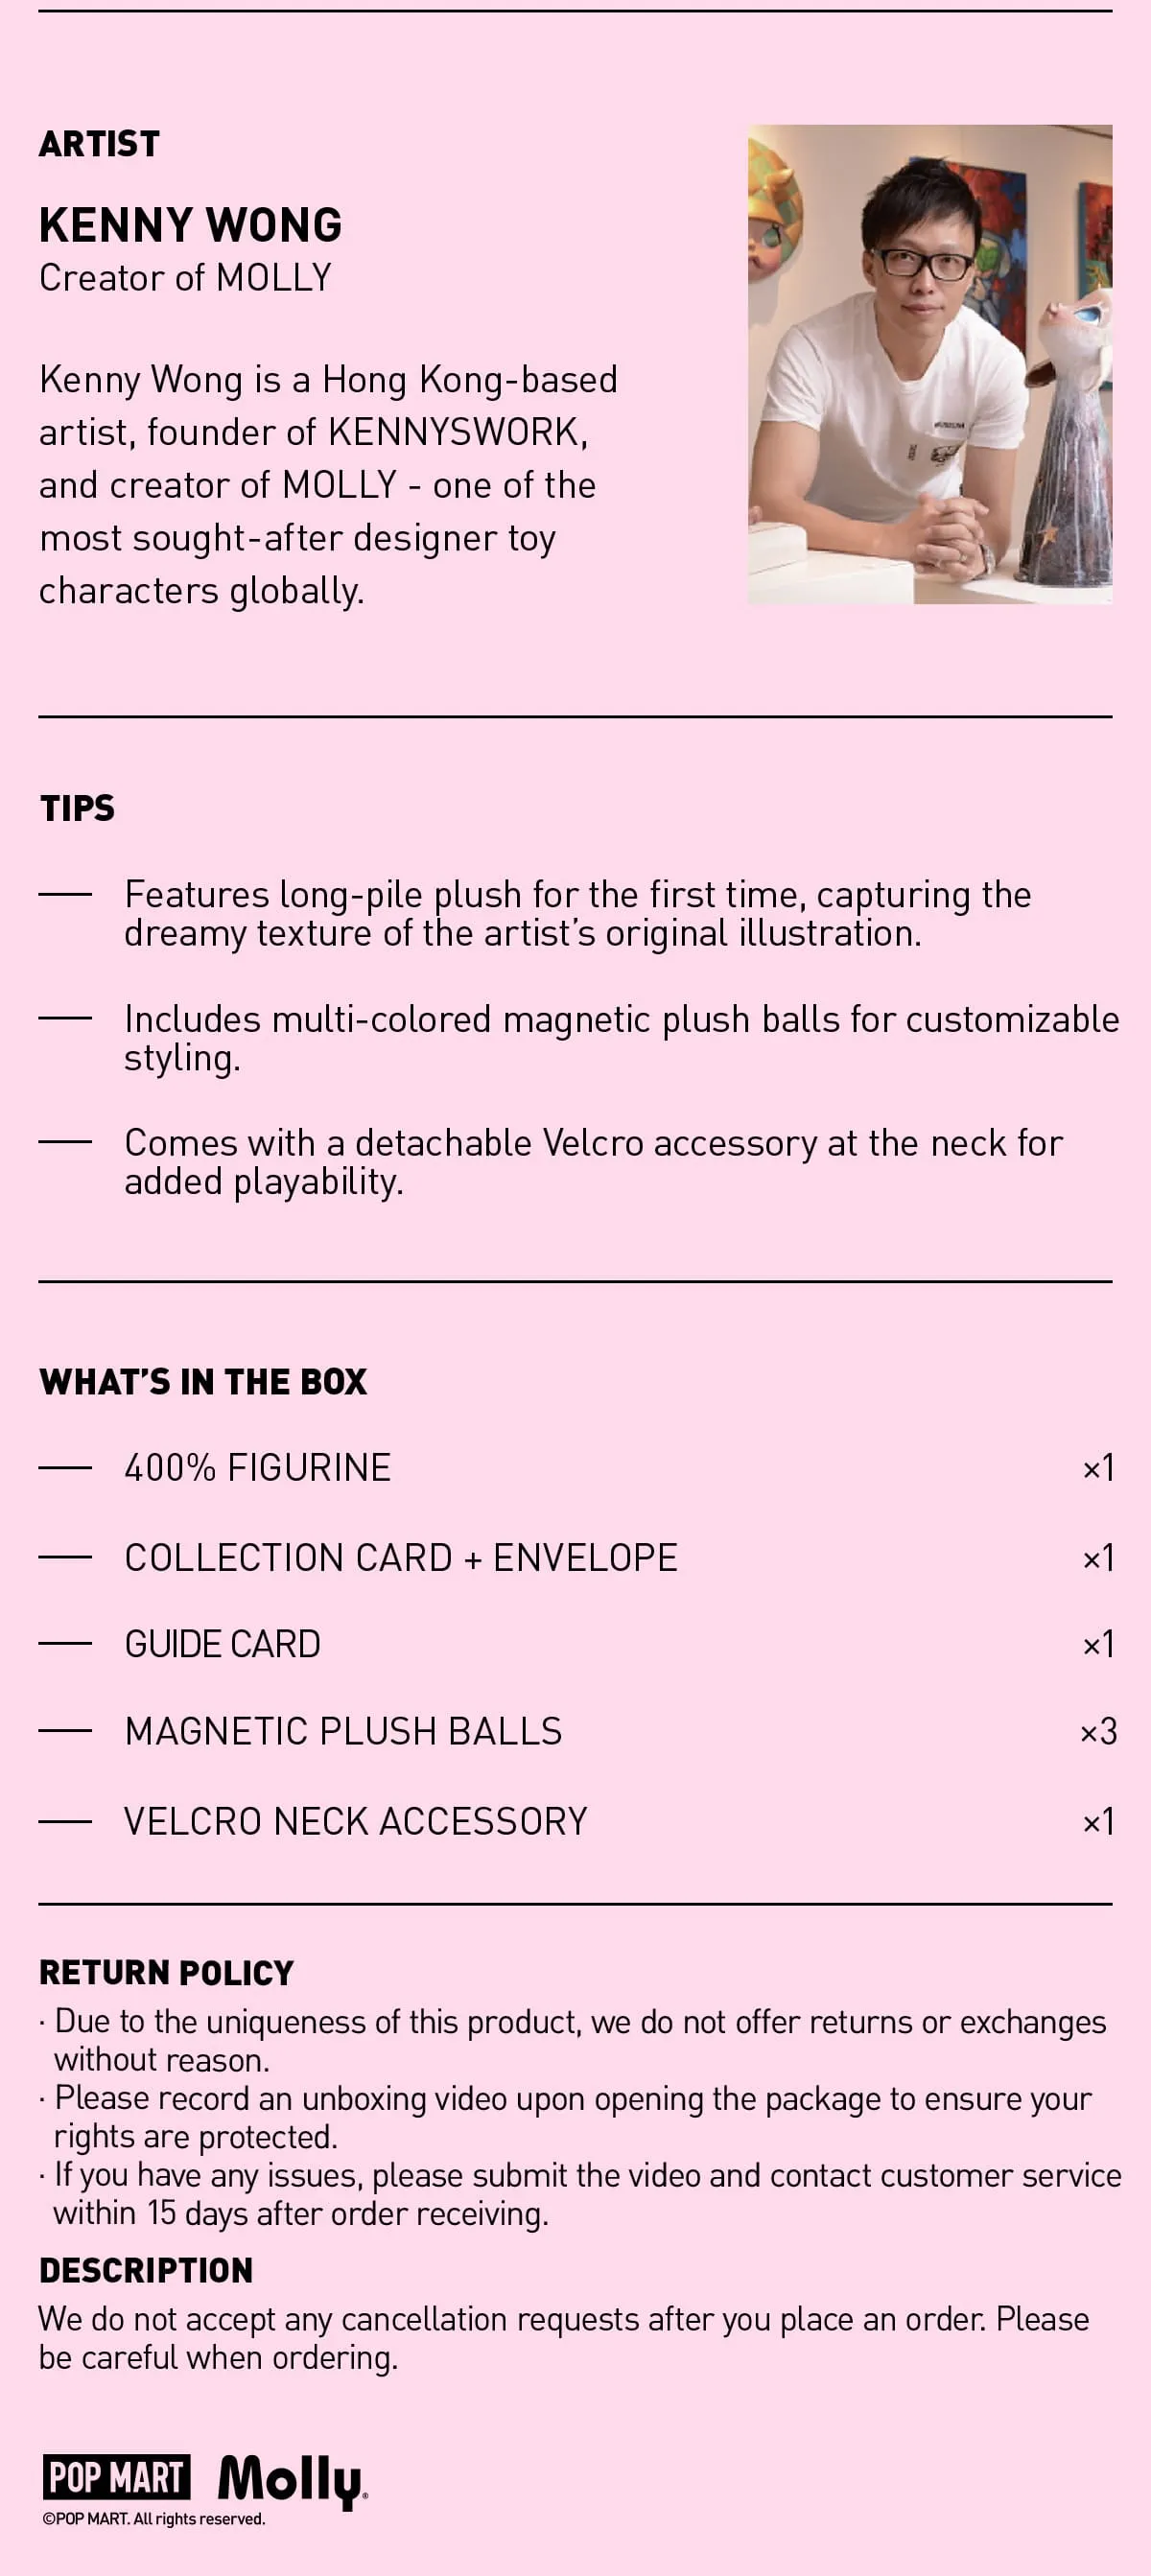 ARTIST
KENNY WONG
Creator of MOLLY
Kenny Wong is a Hong Kong-based
artist, founder of KENNYSWORK,
and creator of MOLLY - one of the
most sought-after designer toy
characters globally.
TIPS
Features long-pile plush for the first time, capturing the
dreamy texture of the artist’s original illustration.
Includes multi-colored magnetic plush balls for customizable
styling.
Comes with a detachable Velcro accessory at the neck for
added playability.
WHAT’S IN THE BOX
400% FIGURINE ×1
COLLECTION CARD + ENVELOPE ×1
GUIDE CARD ×1
MAGNETIC PLUSH BALLS ×3
VELCRO NECK ACCESSORY ×1
RETURN POLICY
· Due to the uniqueness of this product, we do not offer returns or exchanges
without reason.
· Please record an unboxing video upon opening the package to ensure your
rights are protected.
· If you have any issues, please submit the video and contact customer service
within 15 days after order receiving.
DESCRIPTION
We do not accept any cancellation requests after you place an order. Please
be careful when ordering.
POP MART Molly®
©POP MART. All rights reserved.